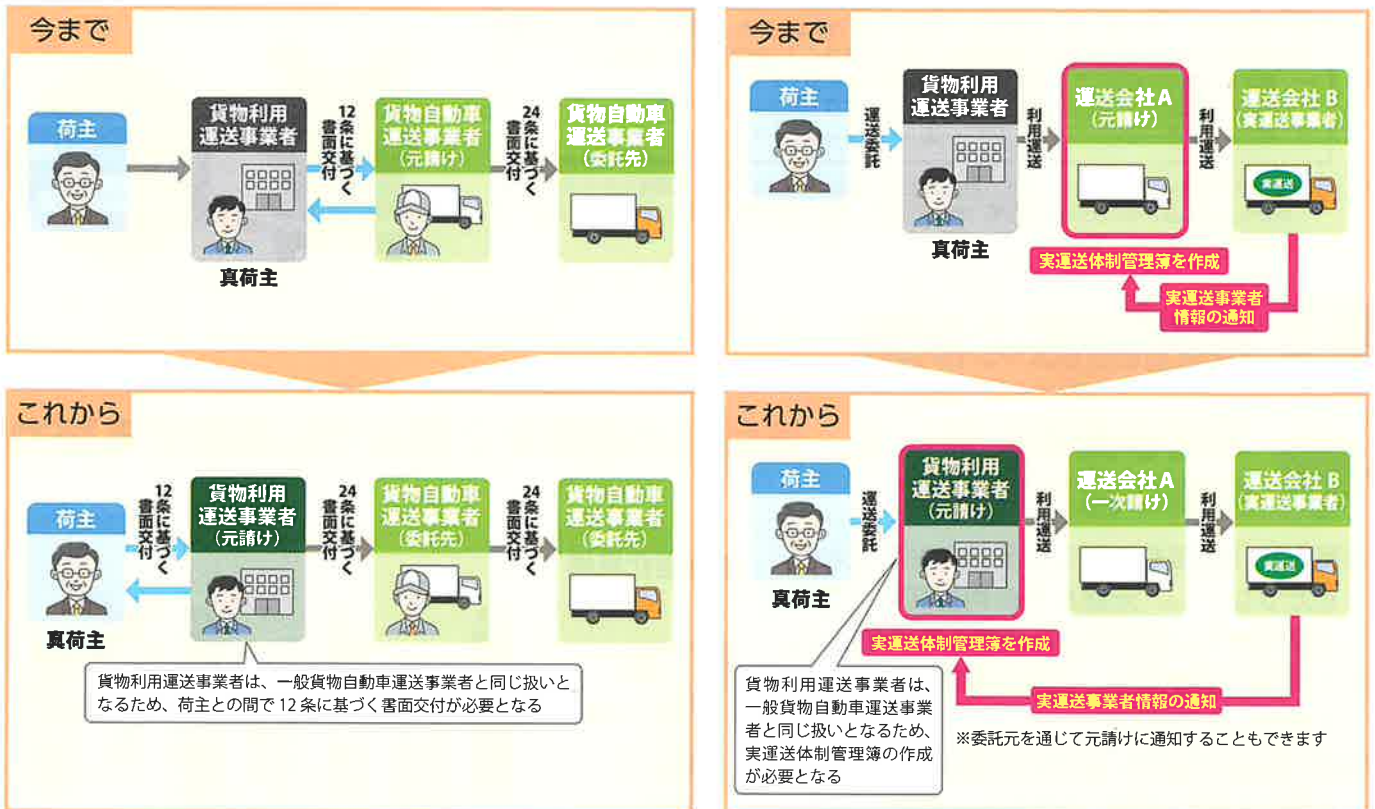 今まで
荷主
貨物利用
運送事業者
真荷主
12条に基づく
書面交付
貨物自動車
運送事業者
(元請け)
24条に基づく
書面交付
貨物自動車
運送事業者
(委託先)
今まで
荷主
運送委託
貨物利用
運送事業者
真荷主
利用運送
運送会社A
(元請け)
利用運送
運送会社 B
(実運送事業者)
実運送
実運送体制管理簿を作成
実運送事業者
情報の通知
これから
荷主
真荷主
12条に基づく
書面交付
貨物利用
運送事業者
(元請け)
24条に基づく
書面交付
貨物自動車
運送事業者
(委託先)
24条に基づく
書面交付
貨物自動車
運送事業者
(委託先)
貨物利用運送事業者は、一般貨物自動車運送事業者と同じ扱いと
なるため、荷主との間で 12 条に基づく書面交付が必要となる
これから
荷主
真荷主
運送委託
貨物利用
運送事業者
(元請け)
利用運送
運送会社A
(一次請け)
利用運送
運送会社 B
(実運送事業者)
実運送
実運送体制管理簿を作成
実運送事業者情報の通知
貨物利用運送事業者は、
一般貨物自動車運送事業
者と同じ扱いとなるため、
実運送体制管理簿の作成
が必要となる
※委託元を通じて元請けに通知することもできます